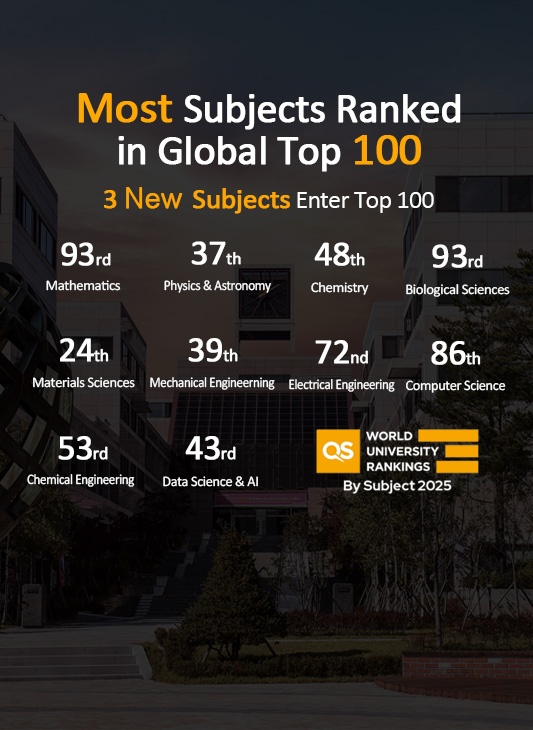 Most Subjects Ranked
in Global Top 100
3 New Subjects Enter Top 100
93rd
Mathematics
37th
Physics & Astronomy
48th
Chemistry
93rd
Biological Sciences
24th
Materials Sciences
39th
Mechanical Engineerning
72nd
Electrical Engineering
86th
Computer Science
53rd
Chemical Engineering
43rd
Data Science & AI
QS
WORLD
UNIVERSITY
RANKINGS
By Subject 2025